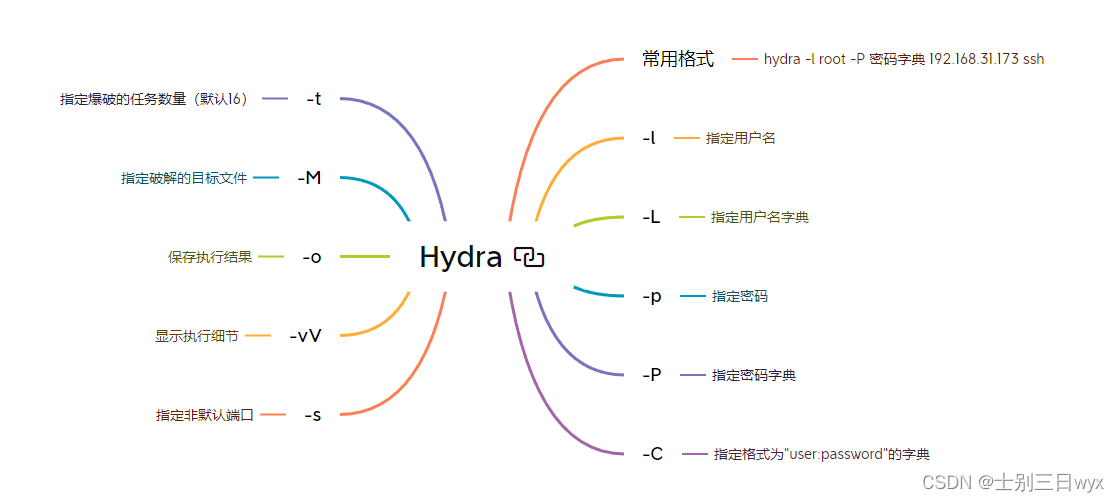 Hydra
常用格式
hydra -l root -P 密码字典 192.168.31.173 ssh
-l
指定用户名
-L
指定用户名字典
-p
指定密码
-P
指定密码字典
-C
指定格式为"user:password"的字典
-t
指定爆破的任务数量（默认16）
-M
指定破解的目标文件
-o
保存执行结果
-vV
显示执行细节
-s
指定非默认端口
CSDN @士别三日wyx